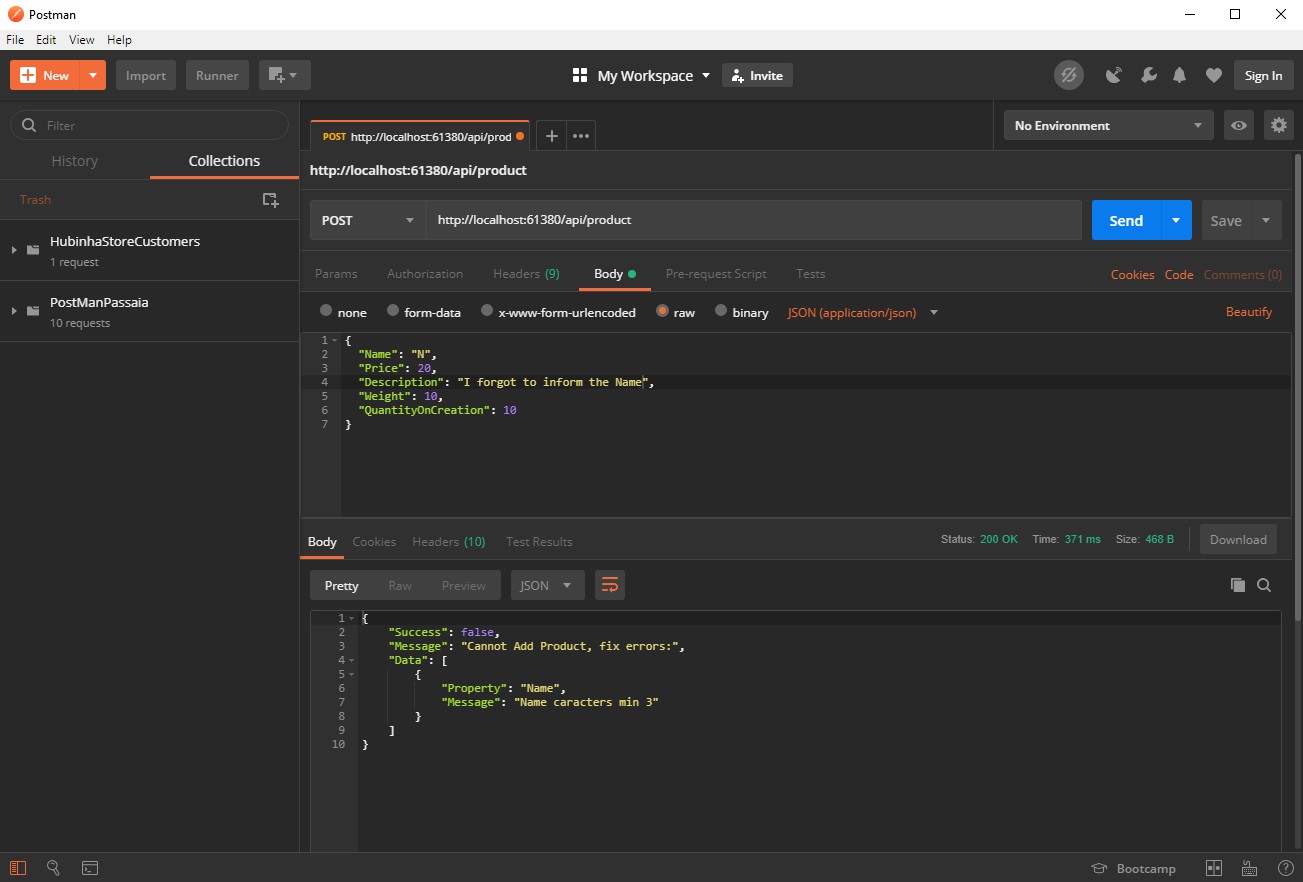 Postman
File Edit View Help
New Import Runner My Workspace Invite Sign In
Filter
History Collections
Trash
HubinhaStoreCustomers
1 request
PostManPassaia
10 requests
POST http://localhost:61380/api/prod
No Environment
http://localhost:61380/api/product
POST http://localhost:61380/api/product Send Save
Params Authorization Headers (9) Body Pre-request Script Tests Cookies Code Comments (0)
none form-data x-www-form-urlencoded raw binary JSON (application/json) Beautify
1 {
2 "Name": "N",
3 "Price": 20,
4 "Description": "I forgot to inform the Name",
5 "Weight": 10,
6 "QuantityOnCreation": 10
7 }
Body Cookies Headers (10) Test Results Status: 200 OK Time: 371 ms Size: 468 B Download
Pretty Raw Preview JSON
1 {
2 "Success": false,
3 "Message": "Cannot Add Product, fix errors:",
4 "Data": [
5 {
6 "Property": "Name",
7 "Message": "Name caracters min 3"
8 }
9 ]
10 }
Bootcamp